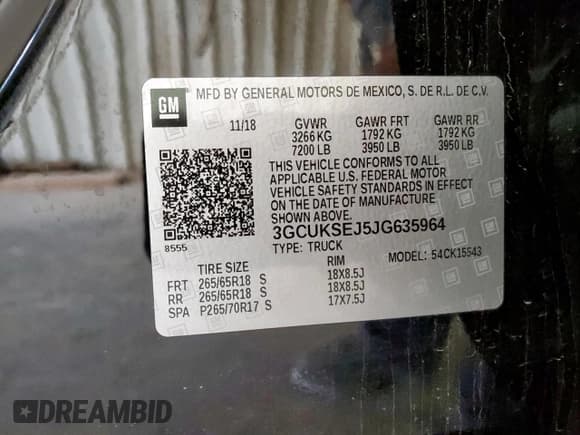 GM
MFD BY GENERAL MOTORS DE MEXICO, S. DE R.L. DE C.V.
11/18 GVWR GAWR FRT GAWR RR
3266 KG 1792 KG 1792 KG
7200 LB 3950 LB 3950 LB
THIS VEHICLE CONFORMS TO ALL
APPLICABLE U.S. FEDERAL MOTOR
VEHICLE SAFETY STANDARDS IN EFFECT
ON THE DATE OF MANUFACTURE
SHOWN ABOVE.
8555
3GCUKSEJ5JG635964
TYPE: TRUCK MODEL: 54CK15543
TIRE SIZE RIM
FRT 265/65R18 S 18X8.5J
RR 265/65R18 S 18X8.5J
SPA P265/70R17 S 17X7.5J
DREAMBID